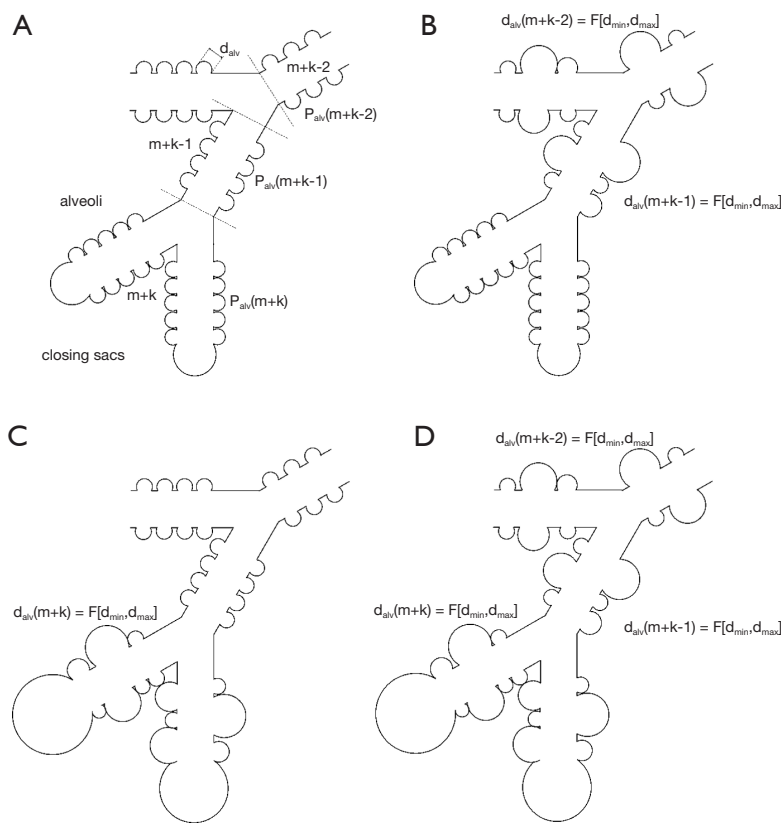 A
d_alv
m+k-2
P_alv(m+k-2)
m+k-1
P_alv(m+k-1)
alveoli
m+k
P_alv(m+k)
closing sacs
B
d_alv(m+k-2) = F[d_min,d_max]
d_alv(m+k-1) = F[d_min,d_max]
C
d_alv(m+k) = F[d_min,d_max]
D
d_alv(m+k-2) = F[d_min,d_max]
d_alv(m+k) = F[d_min,d_max]
d_alv(m+k-1) = F[d_min,d_max]